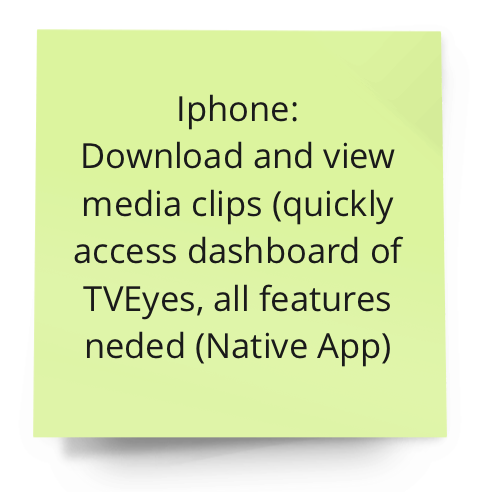 Iphone:
Download and view
media clips (quickly
access dashboard of
TVEyes, all features
neded (Native App)